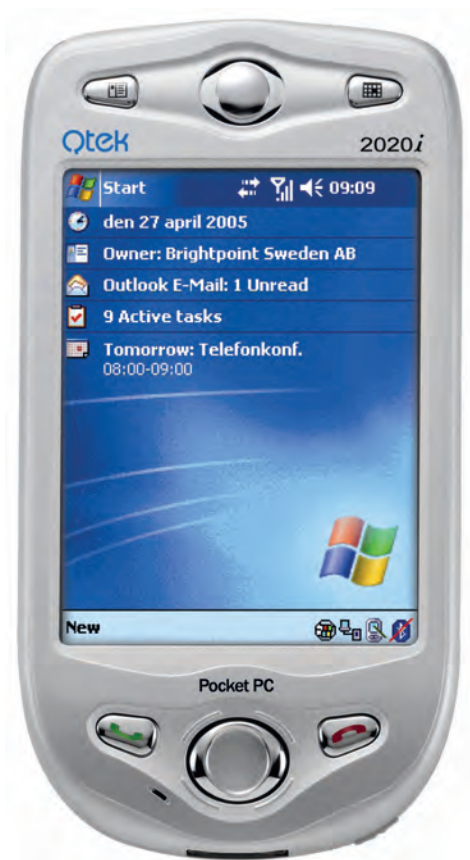 Qtek
2020i
Start 09:09
den 27 april 2005
Owner: Brightpoint Sweden AB
Outlook E-Mail: 1 Unread
9 Active tasks
Tomorrow: Telefonkonf.
08:00-09:00
New
Pocket PC